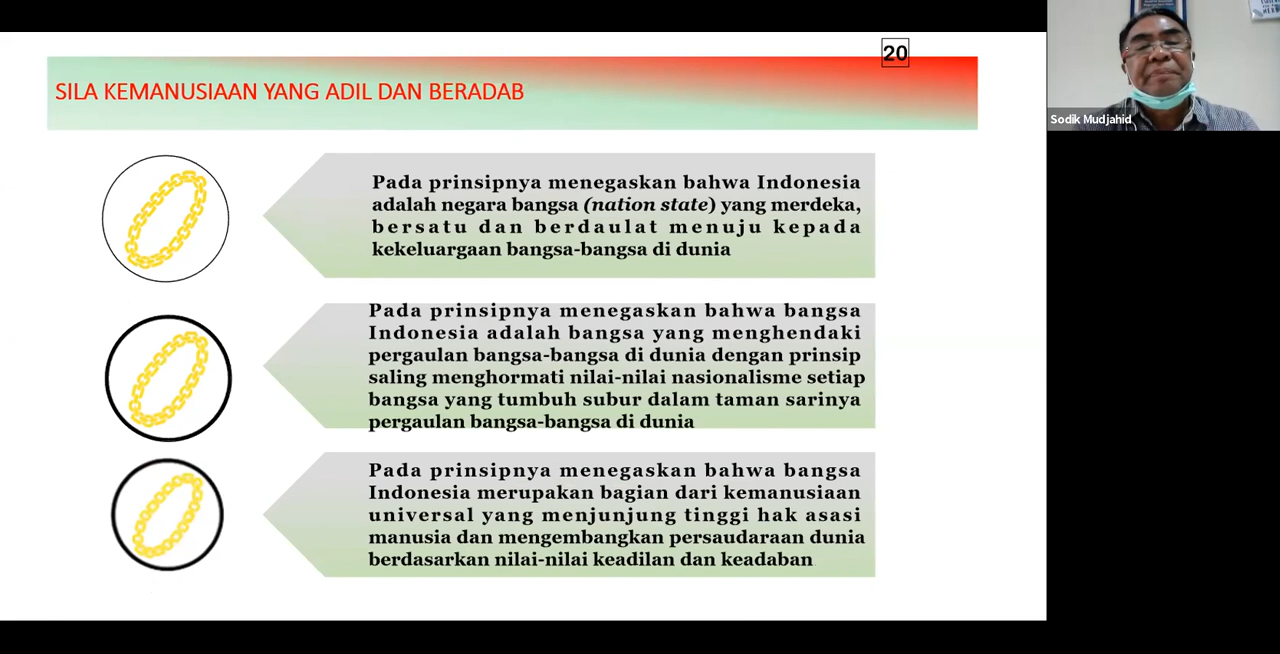 20
SILA KEMANUSIAAN YANG ADIL DAN BERADAB
Pada prinsipnya menegaskan bahwa Indonesia
adalah negara bangsa (nation state) yang merdeka,
bersatu dan berdaulat menuju kepada
kekeluargaan bangsa-bangsa di dunia
Pada prinsipnya menegaskan bahwa bangsa
Indonesia adalah bangsa yang menghendaki
pergaulan bangsa-bangsa di dunia dengan prinsip
saling menghormati nilai-nilai nasionalisme setiap
bangsa yang tumbuh subur dalam taman sarinya
pergaulan bangsa-bangsa di dunia
Pada prinsipnya menegaskan bahwa bangsa
Indonesia merupakan bagian dari kemanusiaan
universal yang menjunjung tinggi hak asasi
manusia dan mengembangkan persaudaraan dunia
berdasarkan nilai-nilai keadilan dan keadaban
Sodik Mudjahid